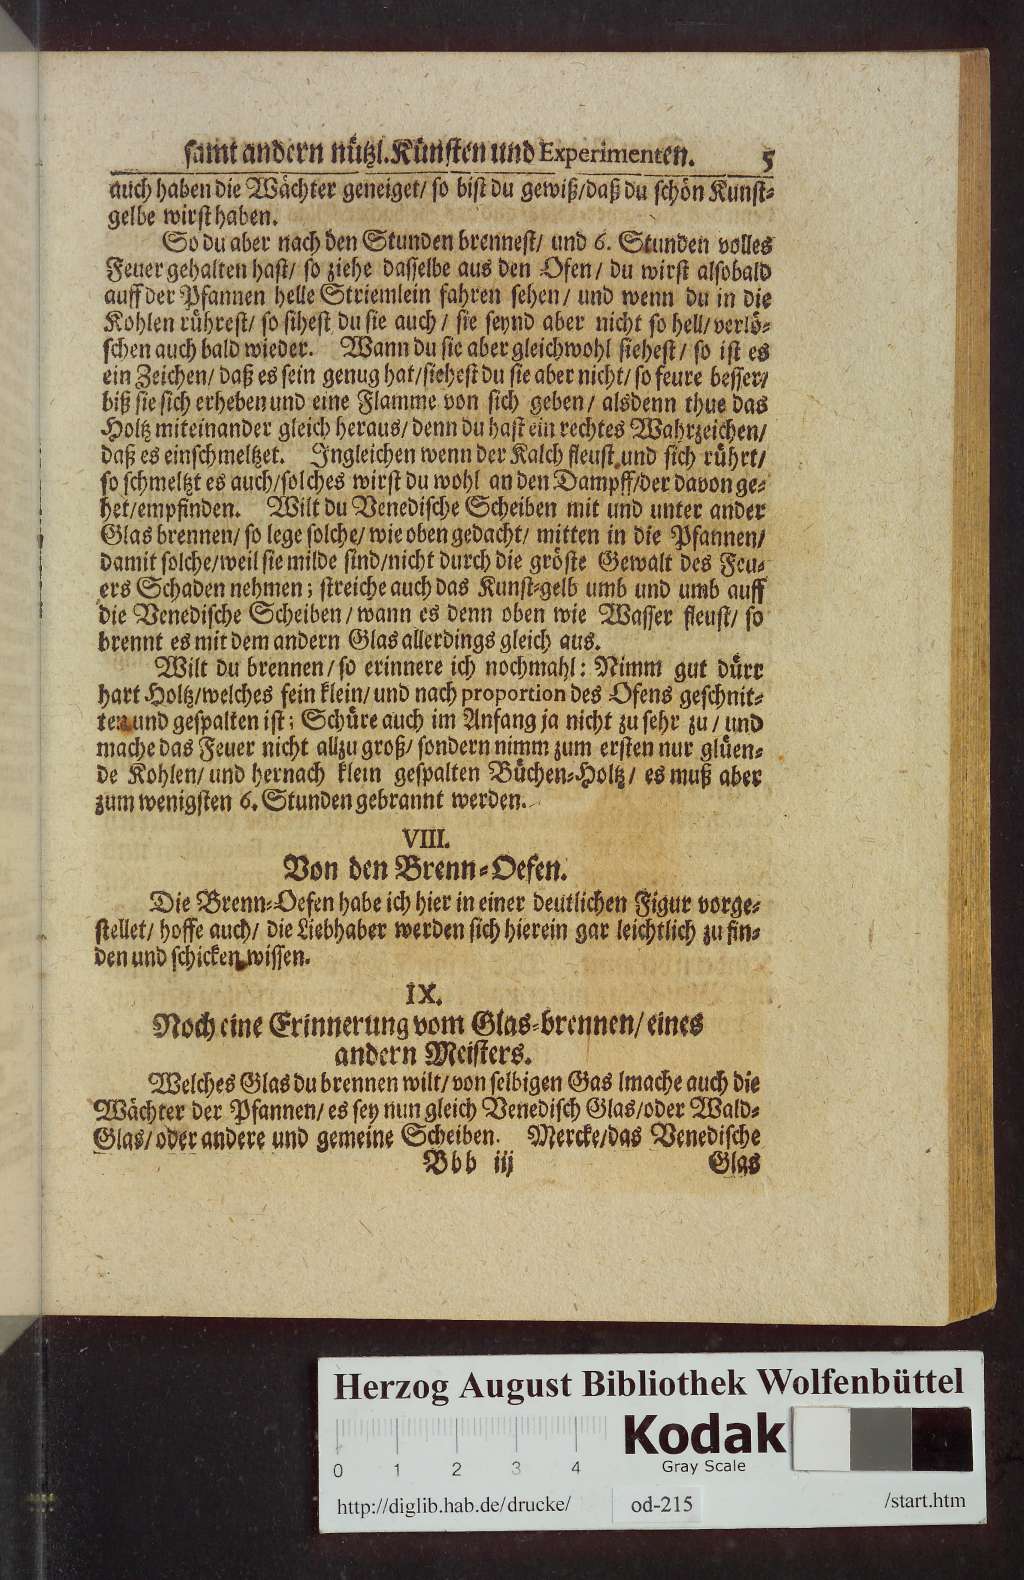 samt andern nützl. Künsten und Experimenten. 5
auch haben die Wächter geneiget/ so bist du gewiß/ daß du schön Kunst-
gelbe wirst haben.
So du aber nach den Stunden brennest/ und 6. Stunden volles
Feuer gehalten hast/ so ziehe dasselbe aus den Ofen/ du wirst alsobald
auff der Pfannen helle Striemlein fahren sehen/ und wenn du in die
Kohlen rührest/ so sihest du sie auch/ sie seynd aber nicht so hell/ verlö-
schen auch bald wieder. Wann du sie aber gleichwohl siehest/ so ist es
ein Zeichen/ daß es sein genug hat/ siehest du sie aber nicht/ so feure besser/
biß sie sich erheben und eine Flamme von sich geben/ alsdenn thue das
Holtz miteinander gleich heraus/ denn du hast ein rechtes Wahrzeichen/
daß es einschmeltzet. Ingleichen wenn der Kalch fleust und sich rührt/
so schmeltzt es auch/ solches wirst du wohl an den Dampff/ der davon ge-
het/ empfinden. Wilt du Venedische Scheiben mit und unter ander
Glas brennen/ so lege solche/ wie oben gedacht/ mitten in die Pfannen/
damit solche/ weil sie milde sind/ nicht durch die gröste Gewalt des Feu-
ers Schaden nehmen; streiche auch das Kunst-gelb umb und umb auff
die Venedische Scheiben/ wann es denn oben wie Wasser fleust/ so
brennt es mit dem andern Glas allerdings gleich aus.
Wilt du brennen/ so erinnere ich nochmahl: Nimm gut dürr
hart Holtz/ welches fein klein/ und nach proportion des Ofens geschnit-
ten und gespalten ist; Schüre auch im Anfang ja nicht zu sehr zu/ und
mache das Feuer nicht allzu groß/ sondern nimm zum ersten nur glüen-
de Kohlen/ und hernach klein gespalten Büchen-Holtz/ es muß aber
zum wenigsten 6. Stunden gebrannt werden.
VIII.
Von den Brenn-Oefen.
Die Brenn-Oefen habe ich hier in einer deutlichen Figur vorge-
stellet/ hoffe auch/ die Liebhaber werden sich hierein gar leichtlich zu fin-
den und schicken wissen.
IX.
Noch eine Erinnerung vom Glas-brennen/ eines
andern Meisters.
Welches Glas du brennen wilt/ von selbigen Gas lmache auch die
Wächter der Pfannen/ es sey nun gleich Venedisch Glas/ oder Wald-
Glas/ oder andere und gemeine Scheiben. Mercke/ das Venedische
Bbb iij Glas
Herzog August Bibliothek Wolfenbüttel
Kodak
Gray Scale
0 1 2 3 4
http://diglib.hab.de/drucke/ od-215 /start.htm